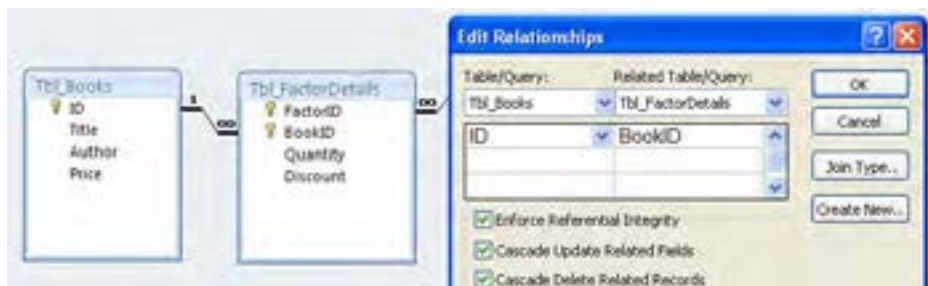 Tbl_Books
ID
Title
Author
Price
1
∞
Tbl_FactorDetails
FactorID
BookID
Quantity
Discount
∞
Edit Relationships
Table/Query: Related Table/Query:
Tbl_Books Tbl_FactorDetails
ID BookID
Enforce Referential Integrity
Cascade Update Related Fields
Cascade Delete Related Records
OK
Cancel
Join Type..
Create New..